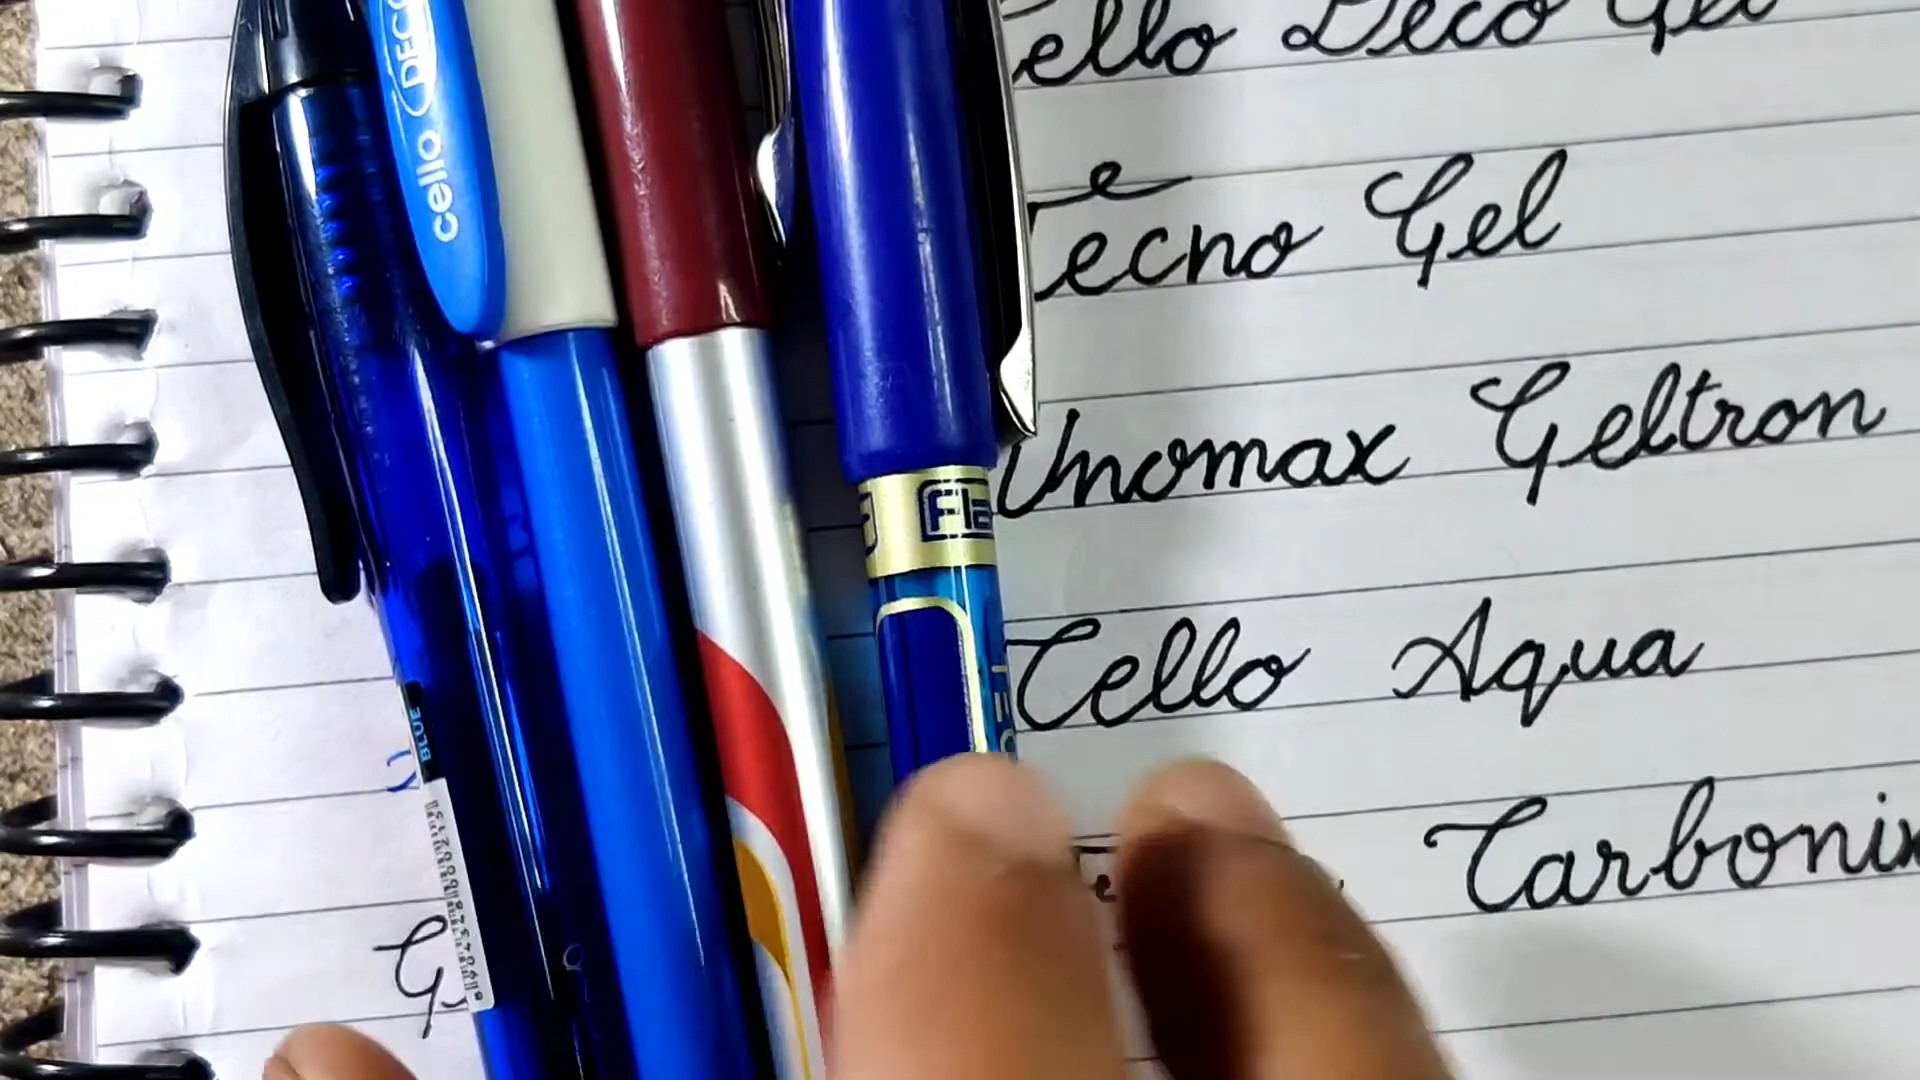 cello DECO
ello Deco Gel
Tecno Gel
Unomax Geltron
Fla
Cello Aqua
BLUE
Carbonix
G